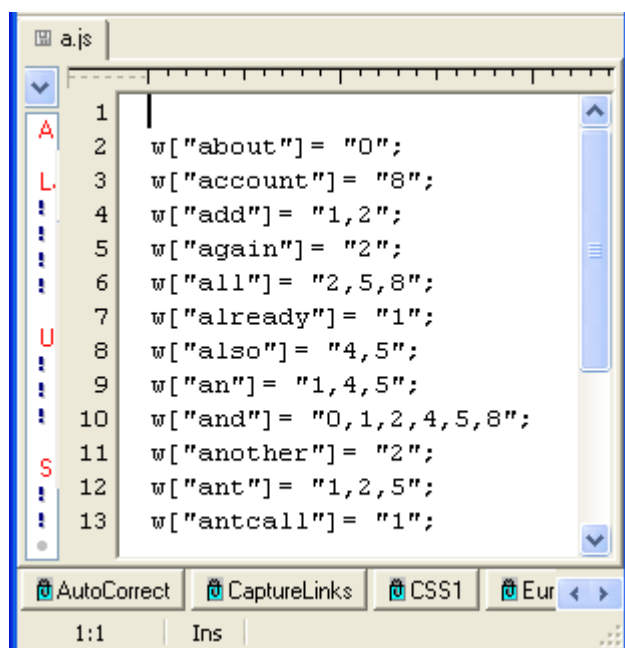 a.js
1
2 w["about"]= "0";
3 w["account"]= "8";
4 w["add"]= "1,2";
5 w["again"]= "2";
6 w["all"]= "2,5,8";
7 w["already"]= "1";
8 w["also"]= "4,5";
9 w["an"]= "1,4,5";
10 w["and"]= "0,1,2,4,5,8";
11 w["another"]= "2";
12 w["ant"]= "1,2,5";
13 w["antcall"]= "1";
A
L
U
S
AutoCorrect CaptureLinks CSS1 Eur
1:1 Ins